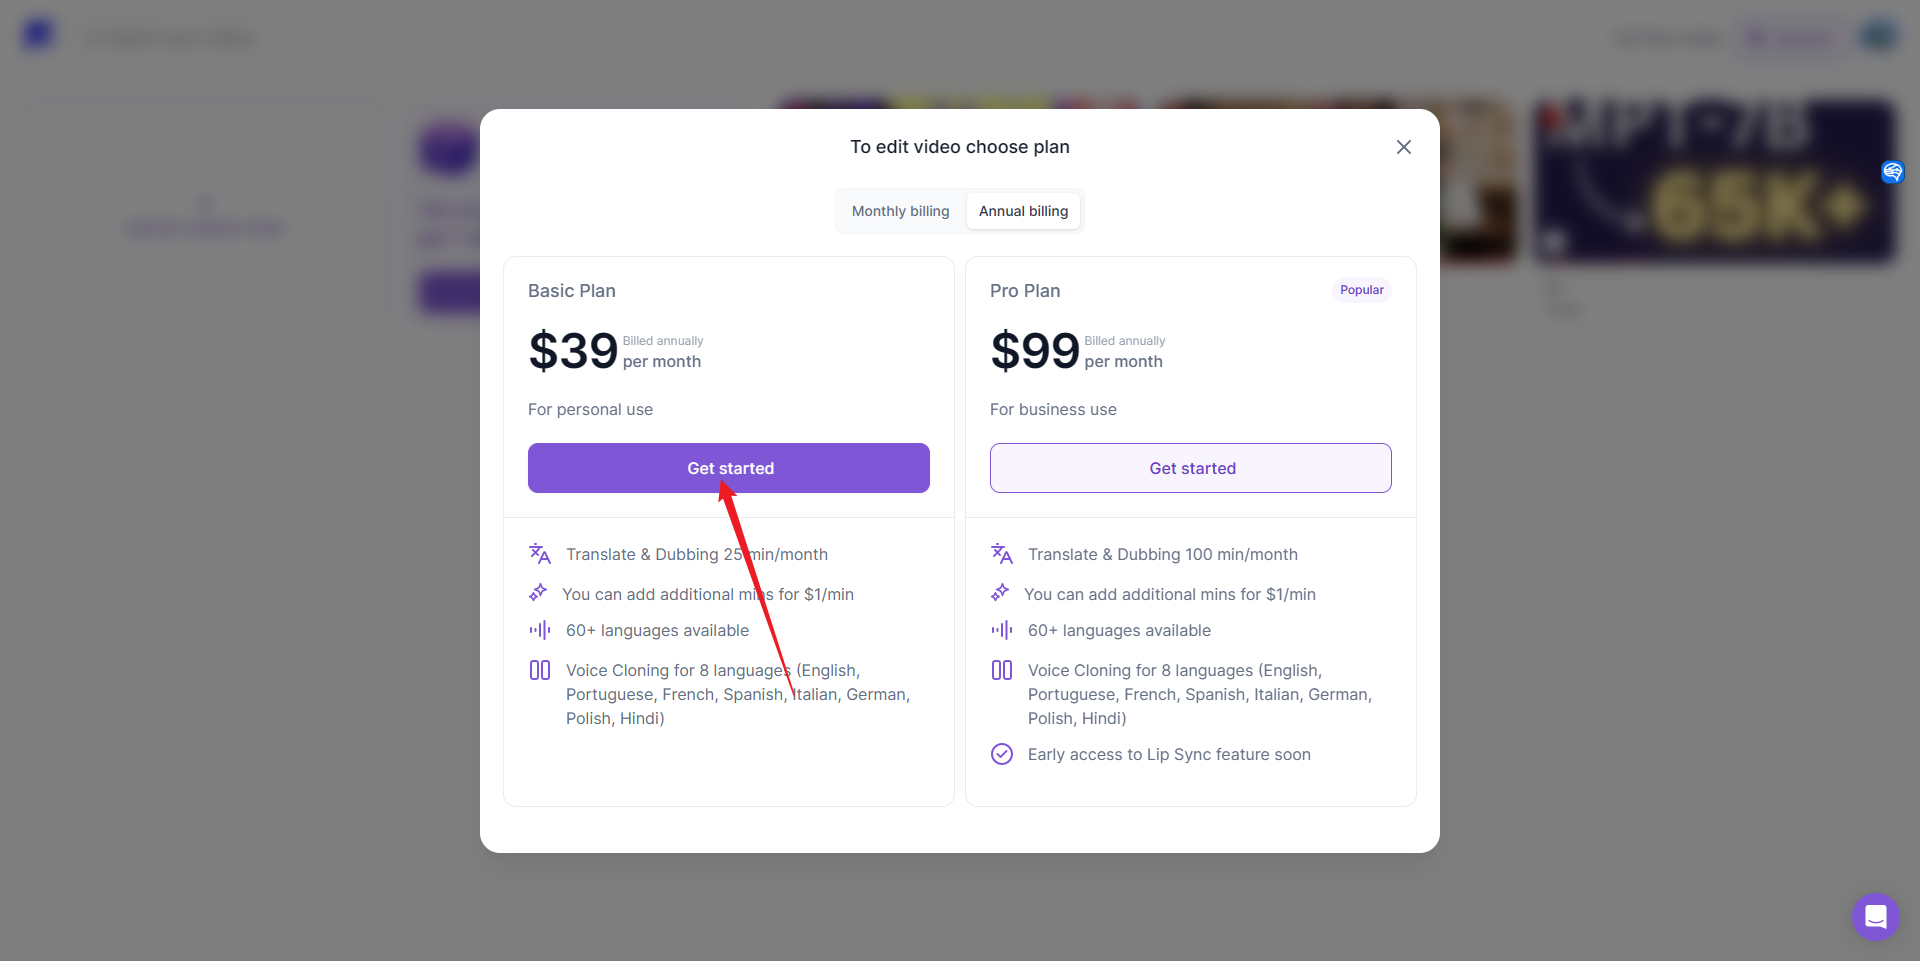 To edit video choose plan
Monthly billing
Annual billing
Basic Plan
$39
Billed annually
per month
For personal use
Get started
Translate & Dubbing 25 min/month
You can add additional mins for $1/min
60+ languages available
Voice Cloning for 8 languages (English,
Portuguese, French, Spanish, Italian, German,
Polish, Hindi)
Pro Plan
Popular
$99
Billed annually
per month
For business use
Get started
Translate & Dubbing 100 min/month
You can add additional mins for $1/min
60+ languages available
Voice Cloning for 8 languages (English,
Portuguese, French, Spanish, Italian, German,
Polish, Hindi)
Early access to Lip Sync feature soon
MPT-7B
65K+